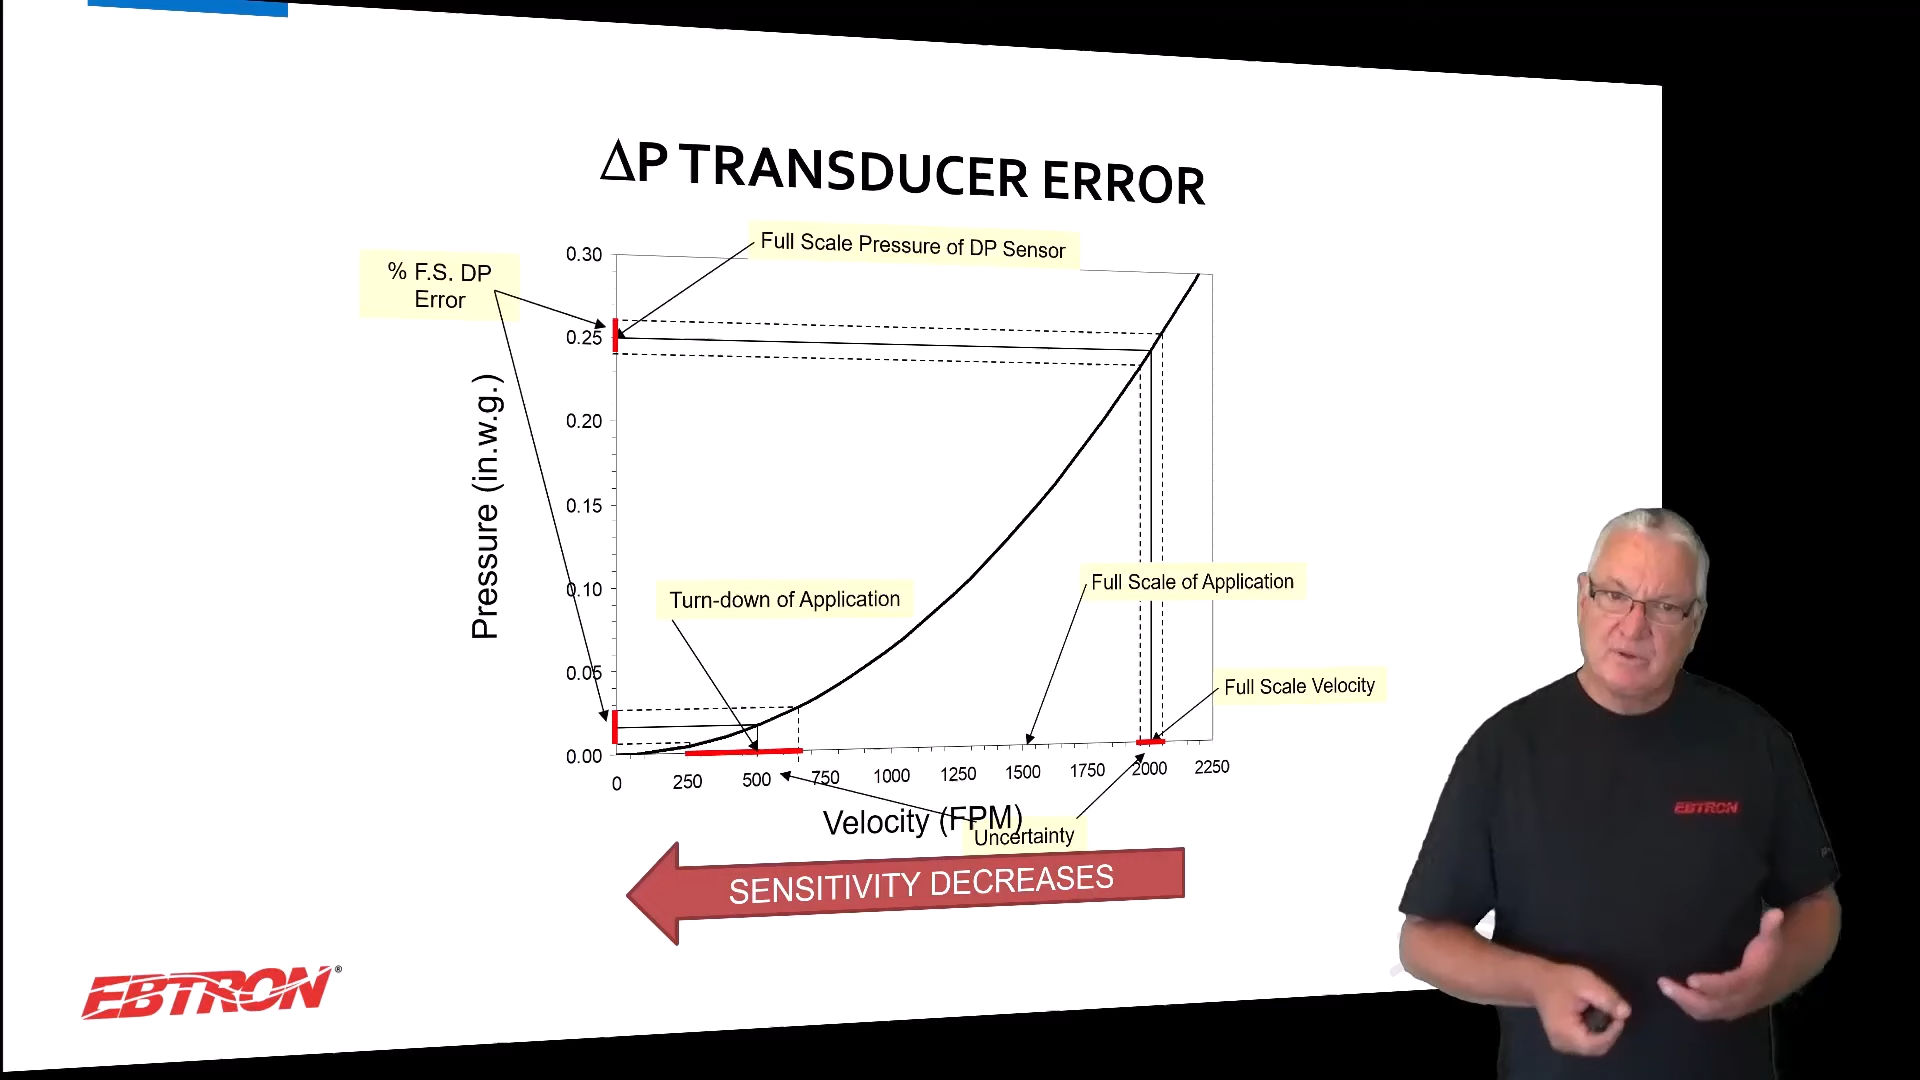 ΔP TRANSDUCER ERROR
Full Scale Pressure of DP Sensor
% F.S. DP
Error
0.30
0.25
0.20
0.15
0.10
0.05
0.00
Pressure (in.w.g.)
Turn-down of Application
Full Scale of Application
Full Scale Velocity
0 250 500 750 1000 1250 1500 1750 2000 2250
Velocity (FPM)
Uncertainty
SENSITIVITY DECREASES
EBTRON®
EBTRON